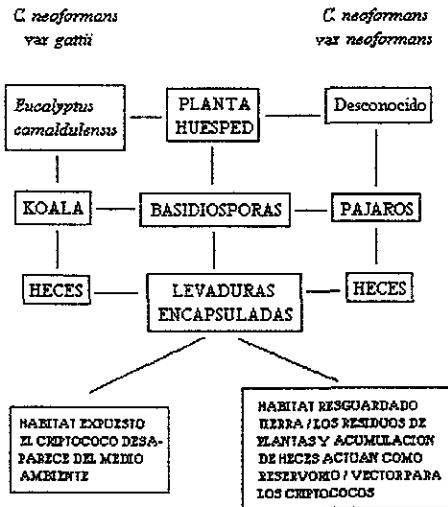 C. neoformans
var gattii
C. neoformans
var neoformans
Eucalyptus
camaldulensis
PLANTA
HUESPED
Desconocido
KOALA
BASIDIOSPORAS
PAJAROS
HECES
LEVADURAS
ENCAPSULADAS
HECES
HABITAT EXPUESTO
EL CRIPTOCOCO DESA-
PARECE DEL MEDIO
AMBIENTE
HABITAT RESGUARDADO
TIERRA / LOS RESIDUOS DE
PLANTAS Y ACUMULACION
DE HECES ACTUAN COMO
RESERVORIO / VECTOR PARA
LOS CRIPTOCOCOS